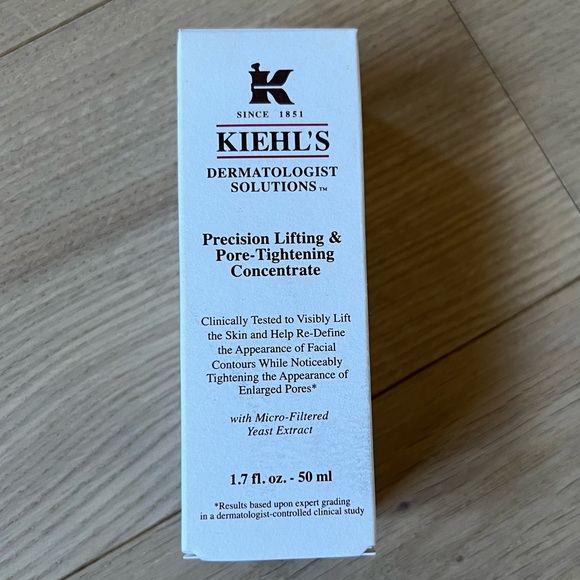 K
SINCE 1851
KIEHL'S
DERMATOLOGIST
SOLUTIONS™
Precision Lifting &
Pore-Tightening
Concentrate
Clinically Tested to Visibly Lift
the Skin and Help Re-Define
the Appearance of Facial
Contours While Noticeably
Tightening the Appearance of
Enlarged Pores*
with Micro-Filtered
Yeast Extract
1.7 fl. oz. - 50 ml
*Results based upon expert grading
in a dermatologist-controlled clinical study